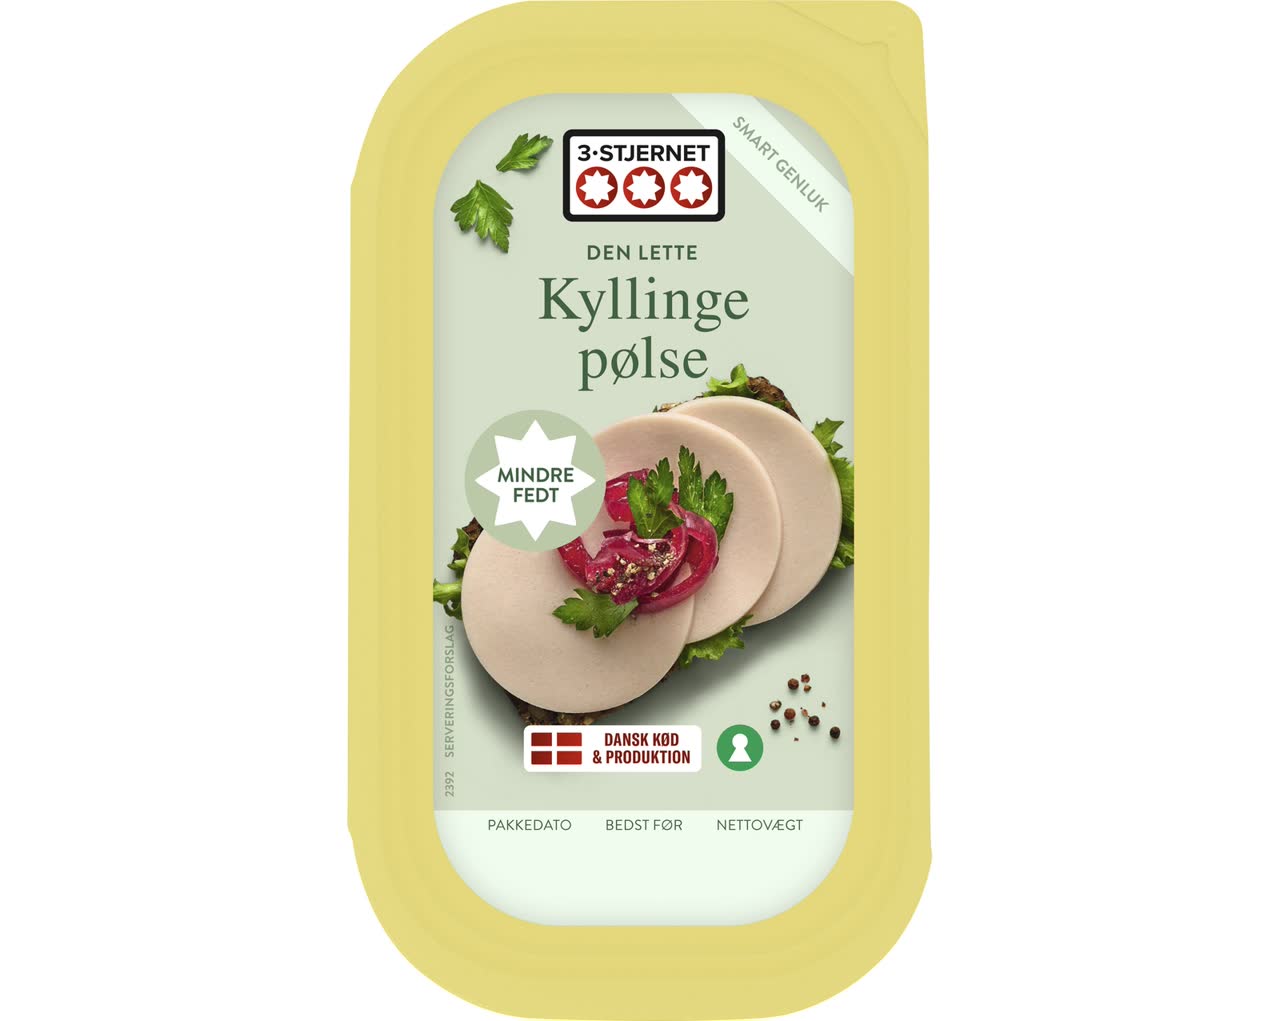 3·STJERNET
SMART GENLUK
DEN LETTE
Kyllinge
pølse
MINDRE
FEDT
2392 SERVERINGSFORSLAG
DANSK KØD
& PRODUKTION
PAKKEDATO BEDST FØR NETTOVÆGT